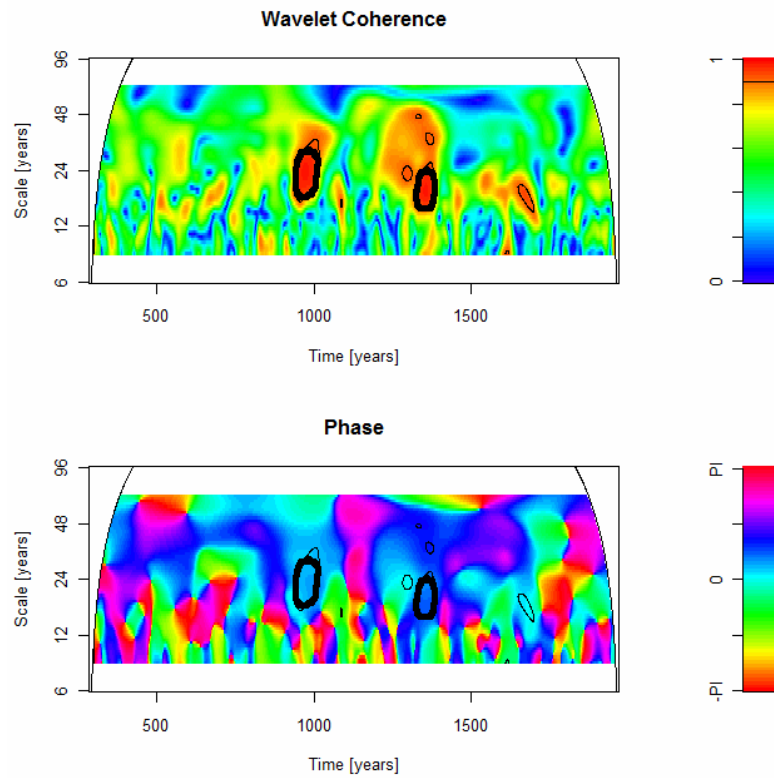 Wavelet Coherence
96
48
24
12
6
Scale [years]
500 1000 1500
Time [years]
1
0
Phase
96
48
24
12
6
Scale [years]
500 1000 1500
Time [years]
PI
0
-PI